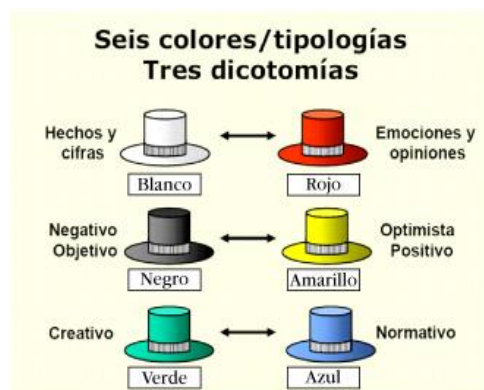 Seis colores/tipologías
Tres dicotomías
Hechos y
cifras
Emociones y
opiniones
Blanco
Rojo
Negativo
Objetivo
Optimista
Positivo
Negro
Amarillo
Creativo
Normativo
Verde
Azul